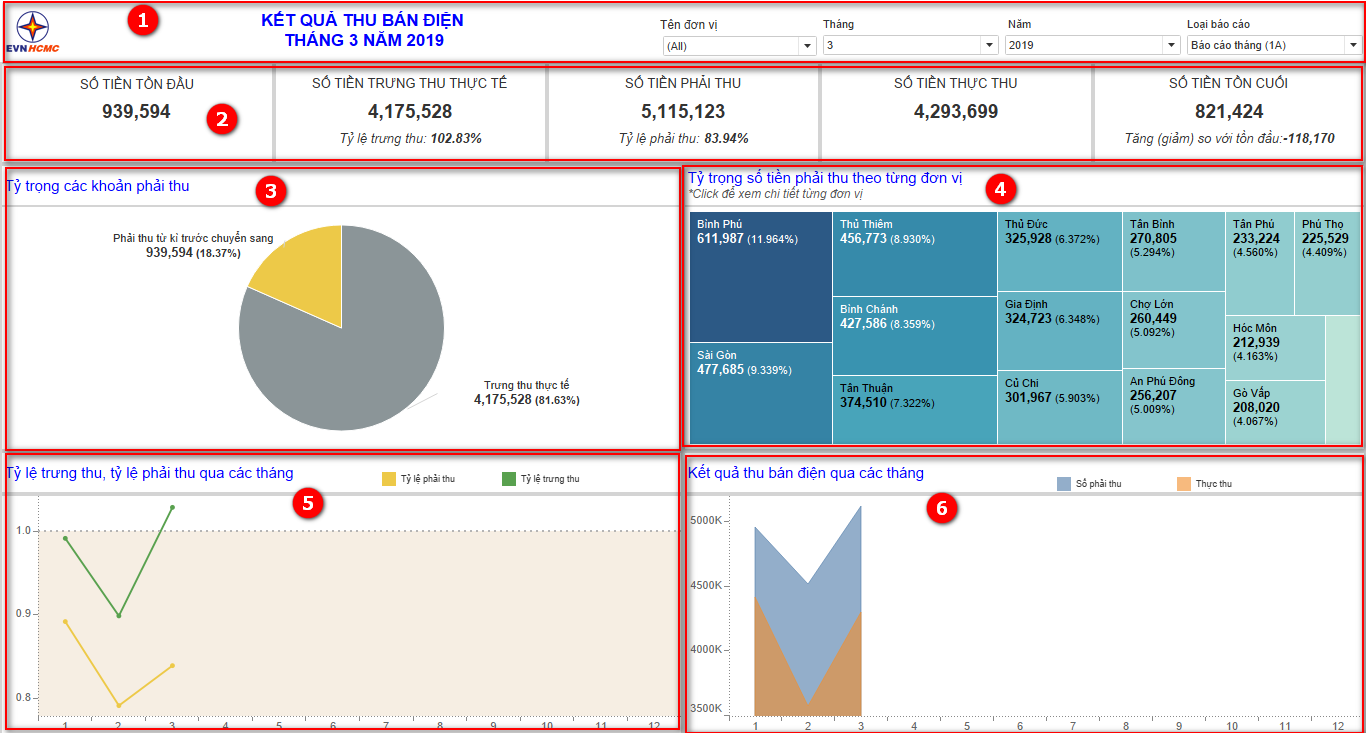 1
EVNHCMC
KẾT QUẢ THU BÁN ĐIỆN
THÁNG 3 NĂM 2019
Tên đơn vị
(All)
Tháng
3
Năm
2019
Loại báo cáo
Báo cáo tháng (1A)
2
SỐ TIỀN TỒN ĐẦU
939,594
SỐ TIỀN TRƯNG THU THỰC TẾ
4,175,528
Tỷ lệ trưng thu: 102.83%
SỐ TIỀN PHẢI THU
5,115,123
Tỷ lệ phải thu: 83.94%
SỐ TIỀN THỰC THU
4,293,699
SỐ TIỀN TỒN CUỐI
821,424
Tăng (giảm) so với tồn đầu:-118,170
Tỷ trọng các khoản phải thu
3
Phải thu từ kì trước chuyển sang
939,594 (18.37%)
Trưng thu thực tế
4,175,528 (81.63%)
Tỷ trọng số tiền phải thu theo từng đơn vị
*Click để xem chi tiết từng đơn vị
4
Bình Phú
611,987 (11.964%)
Sài Gòn
477,685 (9.339%)
Thủ Thiêm
456,773 (8.930%)
Bình Chánh
427,586 (8.359%)
Tân Thuận
374,510 (7.322%)
Thủ Đức
325,928 (6.372%)
Gia Định
324,723 (6.348%)
Củ Chi
301,967 (5.903%)
Tân Bình
270,805
(5.294%)
Chợ Lớn
260,449
(5.092%)
An Phú Đông
256,207
(5.009%)
Tân Phú
233,224
(4.560%)
Phú Thọ
225,529
(4.409%)
Hóc Môn
212,939
(4.163%)
Gò Vấp
208,020
(4.067%)
Tỷ lệ trưng thu, tỷ lệ phải thu qua các tháng
Tỷ lệ phải thu
Tỷ lệ trưng thu
5
1.0
0.9
0.8
1 2 3 4 5 6 7 8 9 10 11 12
Kết quả thu bán điện qua các tháng
Số phải thu
Thực thu
6
5000K
4500K
4000K
3500K
1 2 3 4 5 6 7 8 9 10 11 12